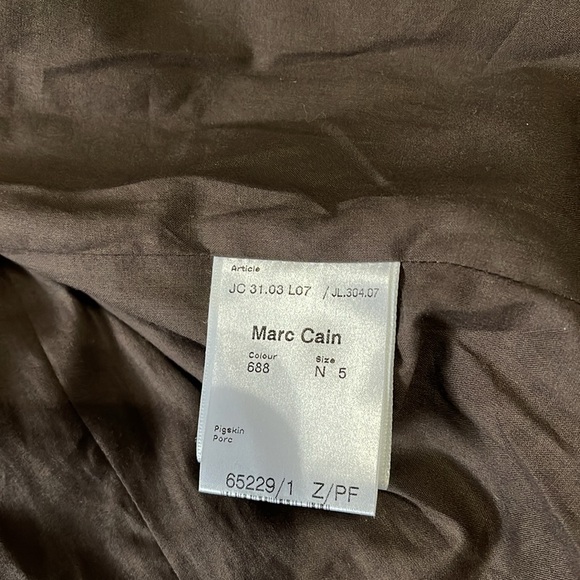 Article
JC 31.03 L07 / JL.304.07
Marc Cain
Colour Size
688 N 5
Pigskin
Porc
65229/1 Z/PF